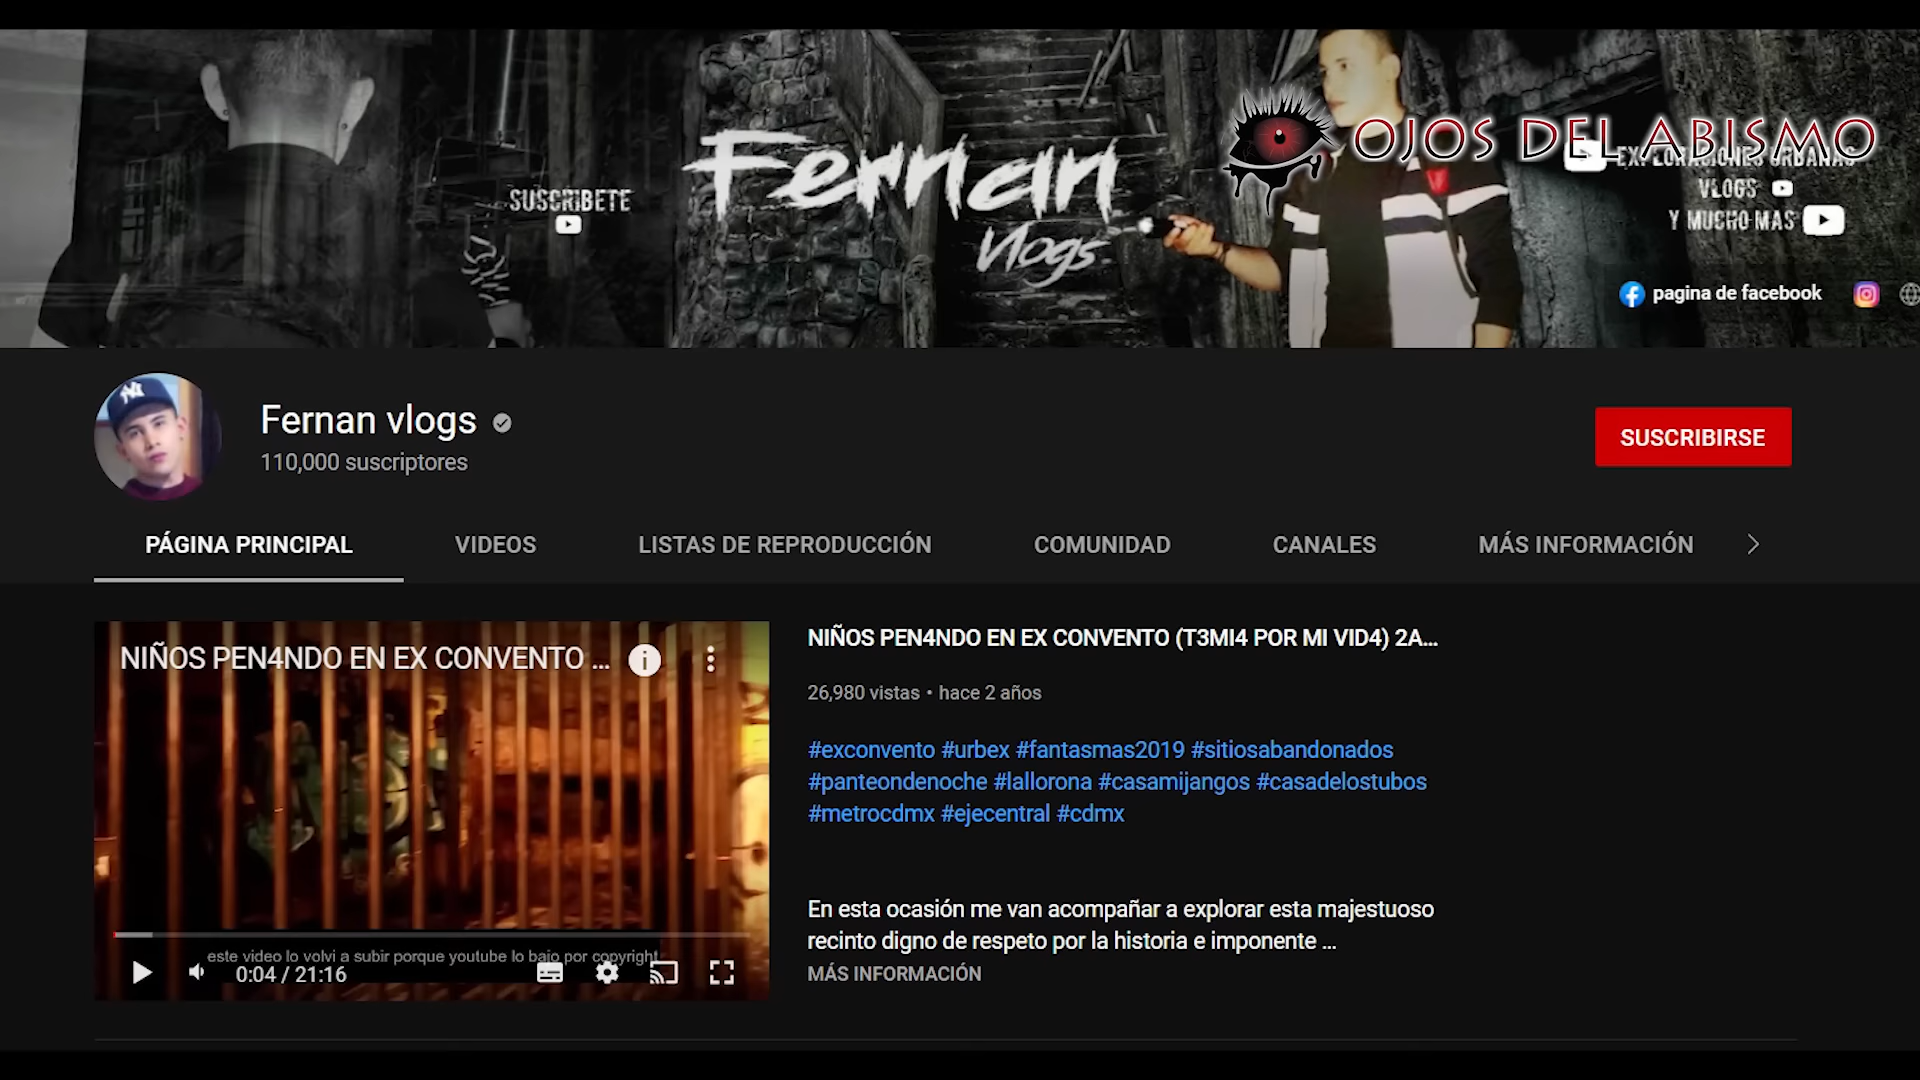 OJOS DEL ABISMO
EXPLORACIONES URBANAS
SUSCRIBETE
Fernan
Vlogs
VLOGS
Y MUCHO MAS
pagina de facebook
NY
Fernan vlogs
110,000 suscriptores
SUSCRIBIRSE
PÁGINA PRINCIPAL
VIDEOS
LISTAS DE REPRODUCCIÓN
COMUNIDAD
CANALES
MÁS INFORMACIÓN
NIÑOS PEN4NDO EN EX CONVENTO ...
este video lo volvi a subir porque youtube lo bajo por copyright
0:04 / 21:16
NIÑOS PEN4NDO EN EX CONVENTO (T3MI4 POR MI VID4) 2A...
26,980 vistas • hace 2 años
#exconvento #urbex #fantasmas2019 #sitiosabandonados
#panteondenoche #lallorona #casamijangos #casadelostubos
#metrocdmx #ejecentral #cdmx
En esta ocasión me van acompañar a explorar esta majestuoso
recinto digno de respeto por la historia e imponente ...
MÁS INFORMACIÓN